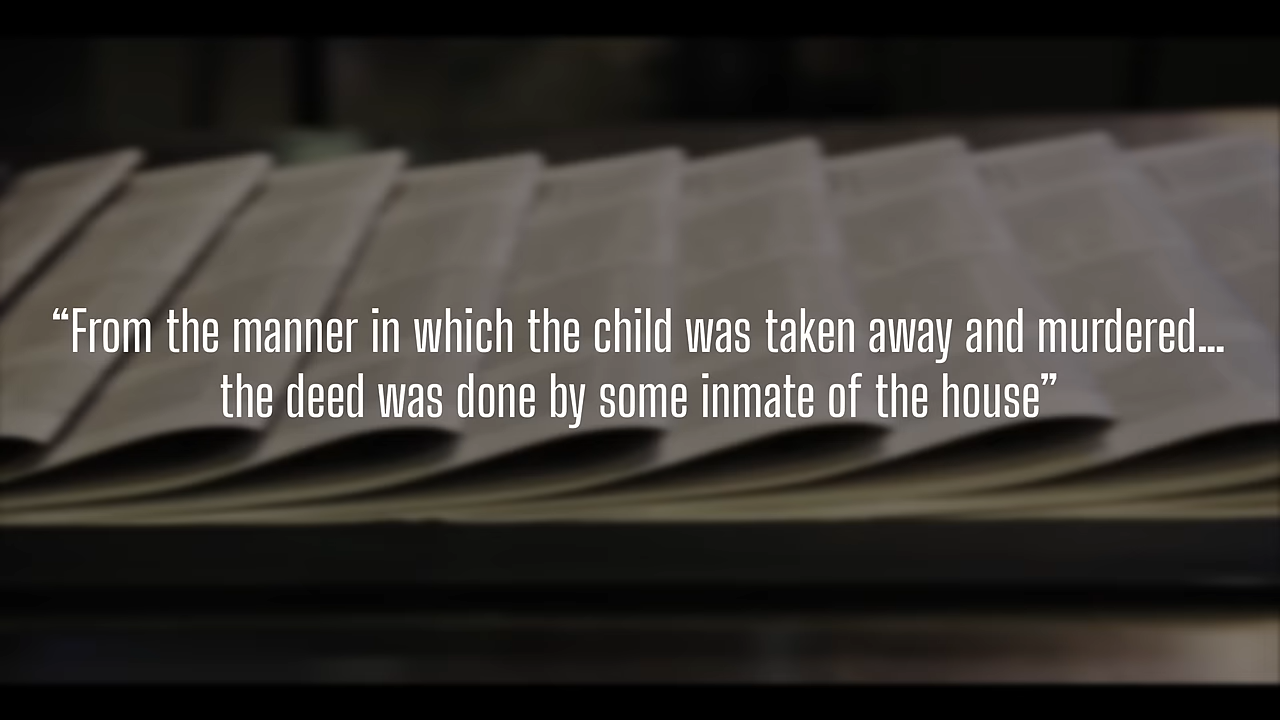 “From the manner in which the child was taken away and murdered...
the deed was done by some inmate of the house”